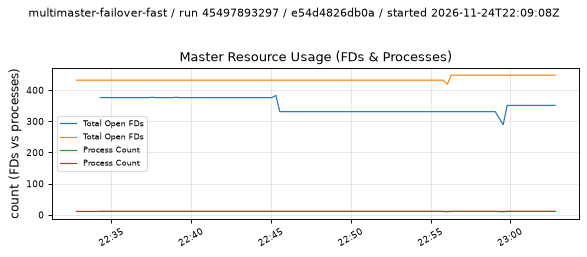 multimaster-failover-fast / run 45497893297 / e54d4826db0a / started 2026-11-24T22:09:08Z
Master Resource Usage (FDs & Processes)
count (FDs vs processes)
400
300
200
100
0
Total Open FDs
Total Open FDs
Process Count
Process Count
22:35
22:40
22:45
22:50
22:55
23:00